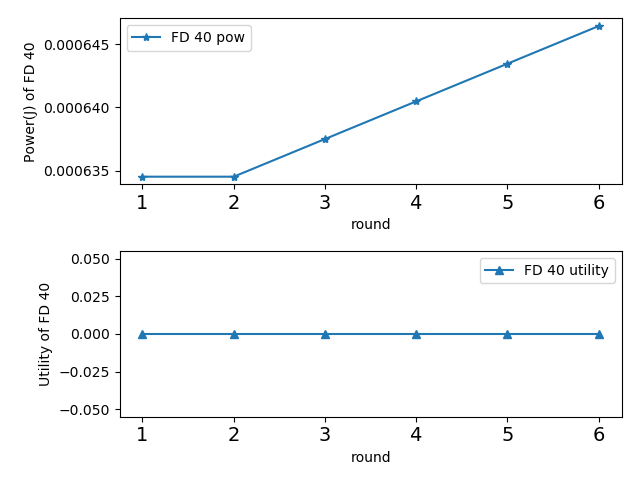 Power(J) of FD 40
0.000645
0.000640
0.000635
FD 40 pow
1 2 3 4 5 6
round
Utility of FD 40
0.050
0.025
0.000
−0.025
−0.050
FD 40 utility
1 2 3 4 5 6
round